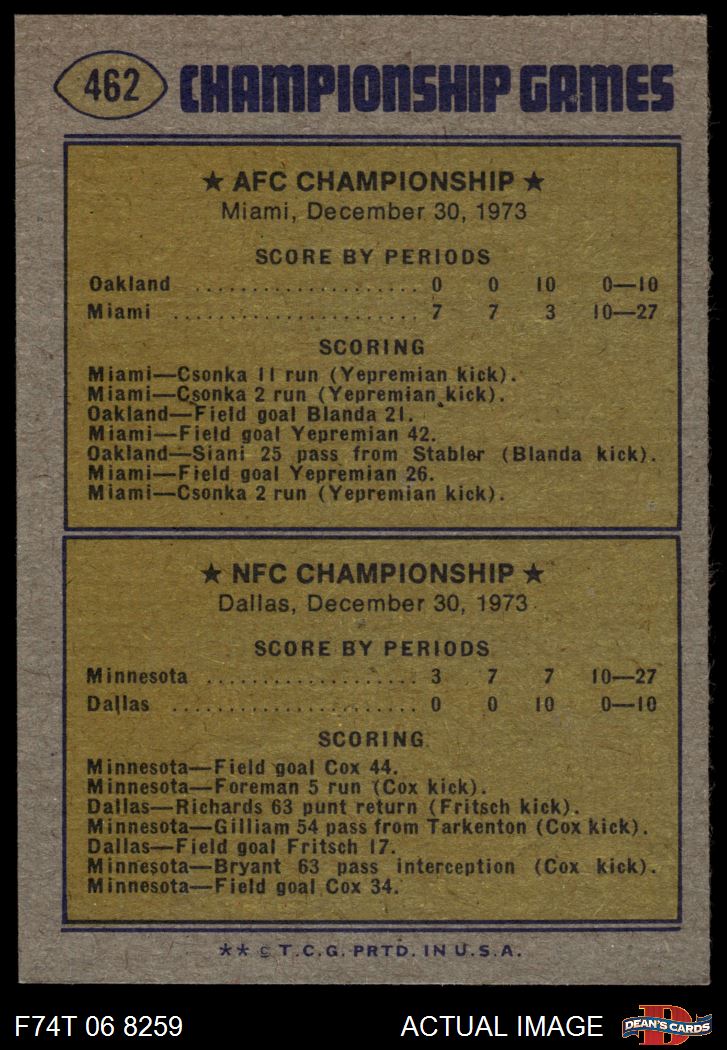 462 CHAMPIONSHIP GAMES
★ AFC CHAMPIONSHIP ★
Miami, December 30, 1973
SCORE BY PERIODS
Oakland .................... 0 0 10 0—10
Miami ...................... 7 7 3 10—27
SCORING
Miami—Csonka 11 run (Yepremian kick).
Miami—Csonka 2 run (Yepremian kick).
Oakland—Field goal Blanda 21.
Miami—Field goal Yepremian 42.
Oakland—Siani 25 pass from Stabler (Blanda kick).
Miami—Field goal Yepremian 26.
Miami—Csonka 2 run (Yepremian kick).
★ NFC CHAMPIONSHIP ★
Dallas, December 30, 1973
SCORE BY PERIODS
Minnesota ................... 3 7 7 10—27
Dallas ...................... 0 0 10 0—10
SCORING
Minnesota—Field goal Cox 44.
Minnesota—Foreman 5 run (Cox kick).
Dallas—Richards 63 punt return (Fritsch kick).
Minnesota—Gilliam 54 pass from Tarkenton (Cox kick).
Dallas—Field goal Fritsch 17.
Minnesota—Bryant 63 pass interception (Cox kick).
Minnesota—Field goal Cox 34.
** © T.C.G. PRTD. IN U.S.A.
F74T 06 8259 ACTUAL IMAGE D DEAN'S CARDS